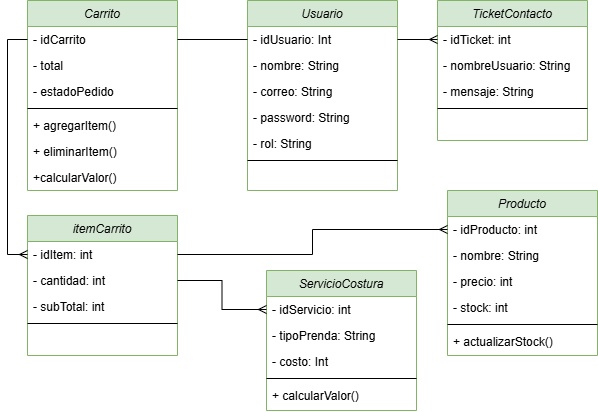 Carrito
- idCarrito
- total
- estadoPedido
+ agregarItem()
+ eliminarItem()
+calcularValor()
Usuario
- idUsuario: Int
- nombre: String
- correo: String
- password: String
- rol: String
TicketContacto
- idTicket: int
- nombreUsuario: String
- mensaje: String
itemCarrito
- idItem: int
- cantidad: int
- subTotal: int
ServicioCostura
- idServicio: int
- tipoPrenda: String
- costo: Int
+ calcularValor()
Producto
- idProducto: int
- nombre: String
- precio: int
- stock: int
+ actualizarStock()